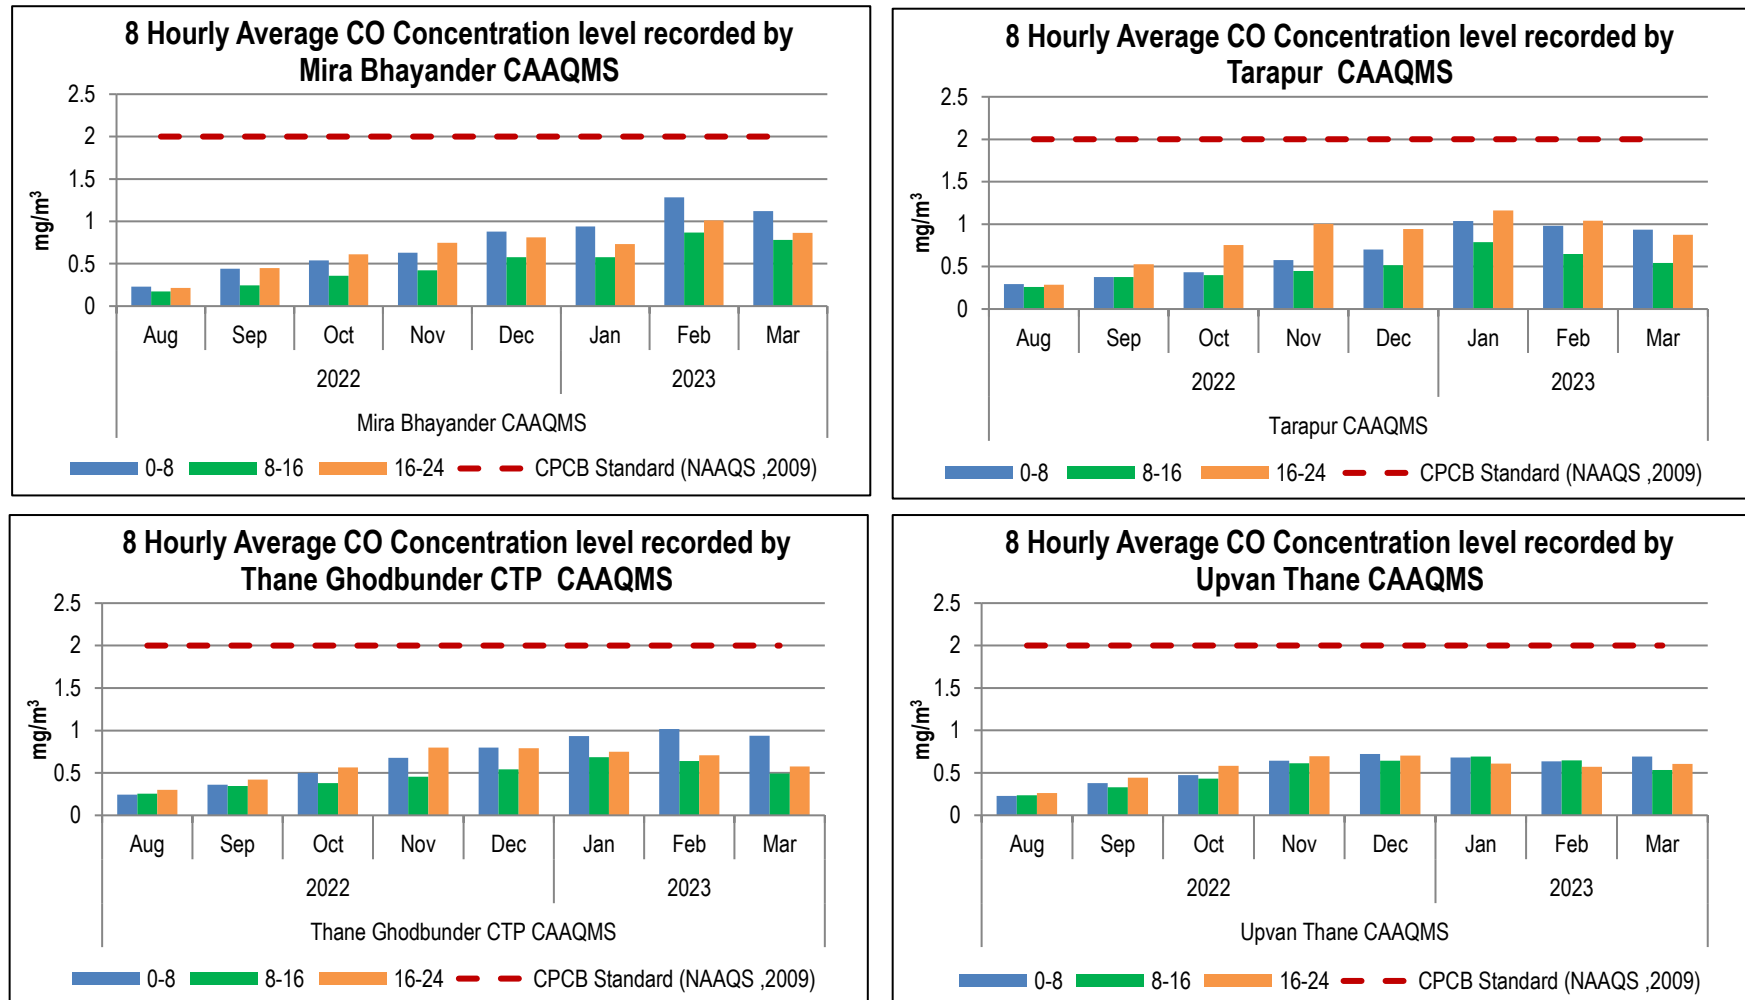 8 Hourly Average CO Concentration level recorded by
Mira Bhayander CAAQMS
2.5
2
1.5
1
0.5
0
mg/m³
Aug Sep Oct Nov Dec Jan Feb Mar
2022 2023
Mira Bhayander CAAQMS
0-8 8-16 16-24 CPCB Standard (NAAQS ,2009)
8 Hourly Average CO Concentration level recorded by
Tarapur CAAQMS
2.5
2
1.5
1
0.5
0
mg/m³
Aug Sep Oct Nov Dec Jan Feb Mar
2022 2023
Tarapur CAAQMS
0-8 8-16 16-24 CPCB Standard (NAAQS ,2009)
8 Hourly Average CO Concentration level recorded by
Thane Ghodbunder CTP CAAQMS
2.5
2
1.5
1
0.5
0
mg/m³
Aug Sep Oct Nov Dec Jan Feb Mar
2022 2023
Thane Ghodbunder CTP CAAQMS
0-8 8-16 16-24 CPCB Standard (NAAQS ,2009)
8 Hourly Average CO Concentration level recorded by
Upvan Thane CAAQMS
2.5
2
1.5
1
0.5
0
mg/m³
Aug Sep Oct Nov Dec Jan Feb Mar
2022 2023
Upvan Thane CAAQMS
0-8 8-16 16-24 CPCB Standard (NAAQS ,2009)